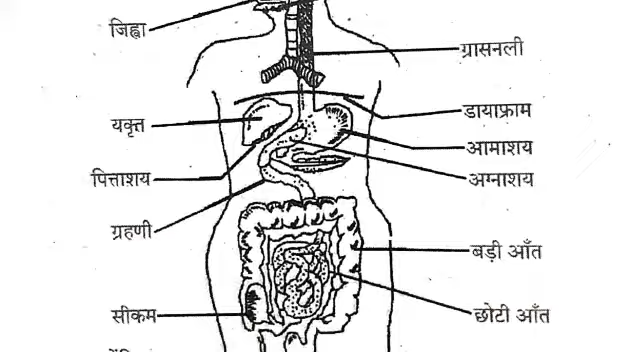 जिह्वा
ग्रासनली
यकृत
डायाफ्राम
आमाशय
पित्ताशय
अग्नाशय
ग्रहणी
बड़ी आँत
सीकम
छोटी आँत